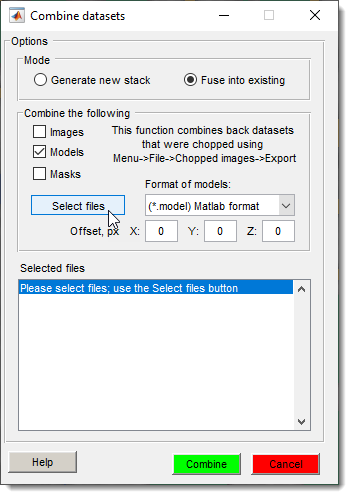 Combine datasets
Options
Mode
Generate new stack
Fuse into existing
Combine the following
Images
Models
Masks
This function combines back datasets
that were chopped using
Menu->File->Chopped images->Export
Format of models:
Select files
(*.model) Matlab format
Offset, px X: 0 Y: 0 Z: 0
Selected files
Please select files; use the Select files button
Help
Combine
Cancel